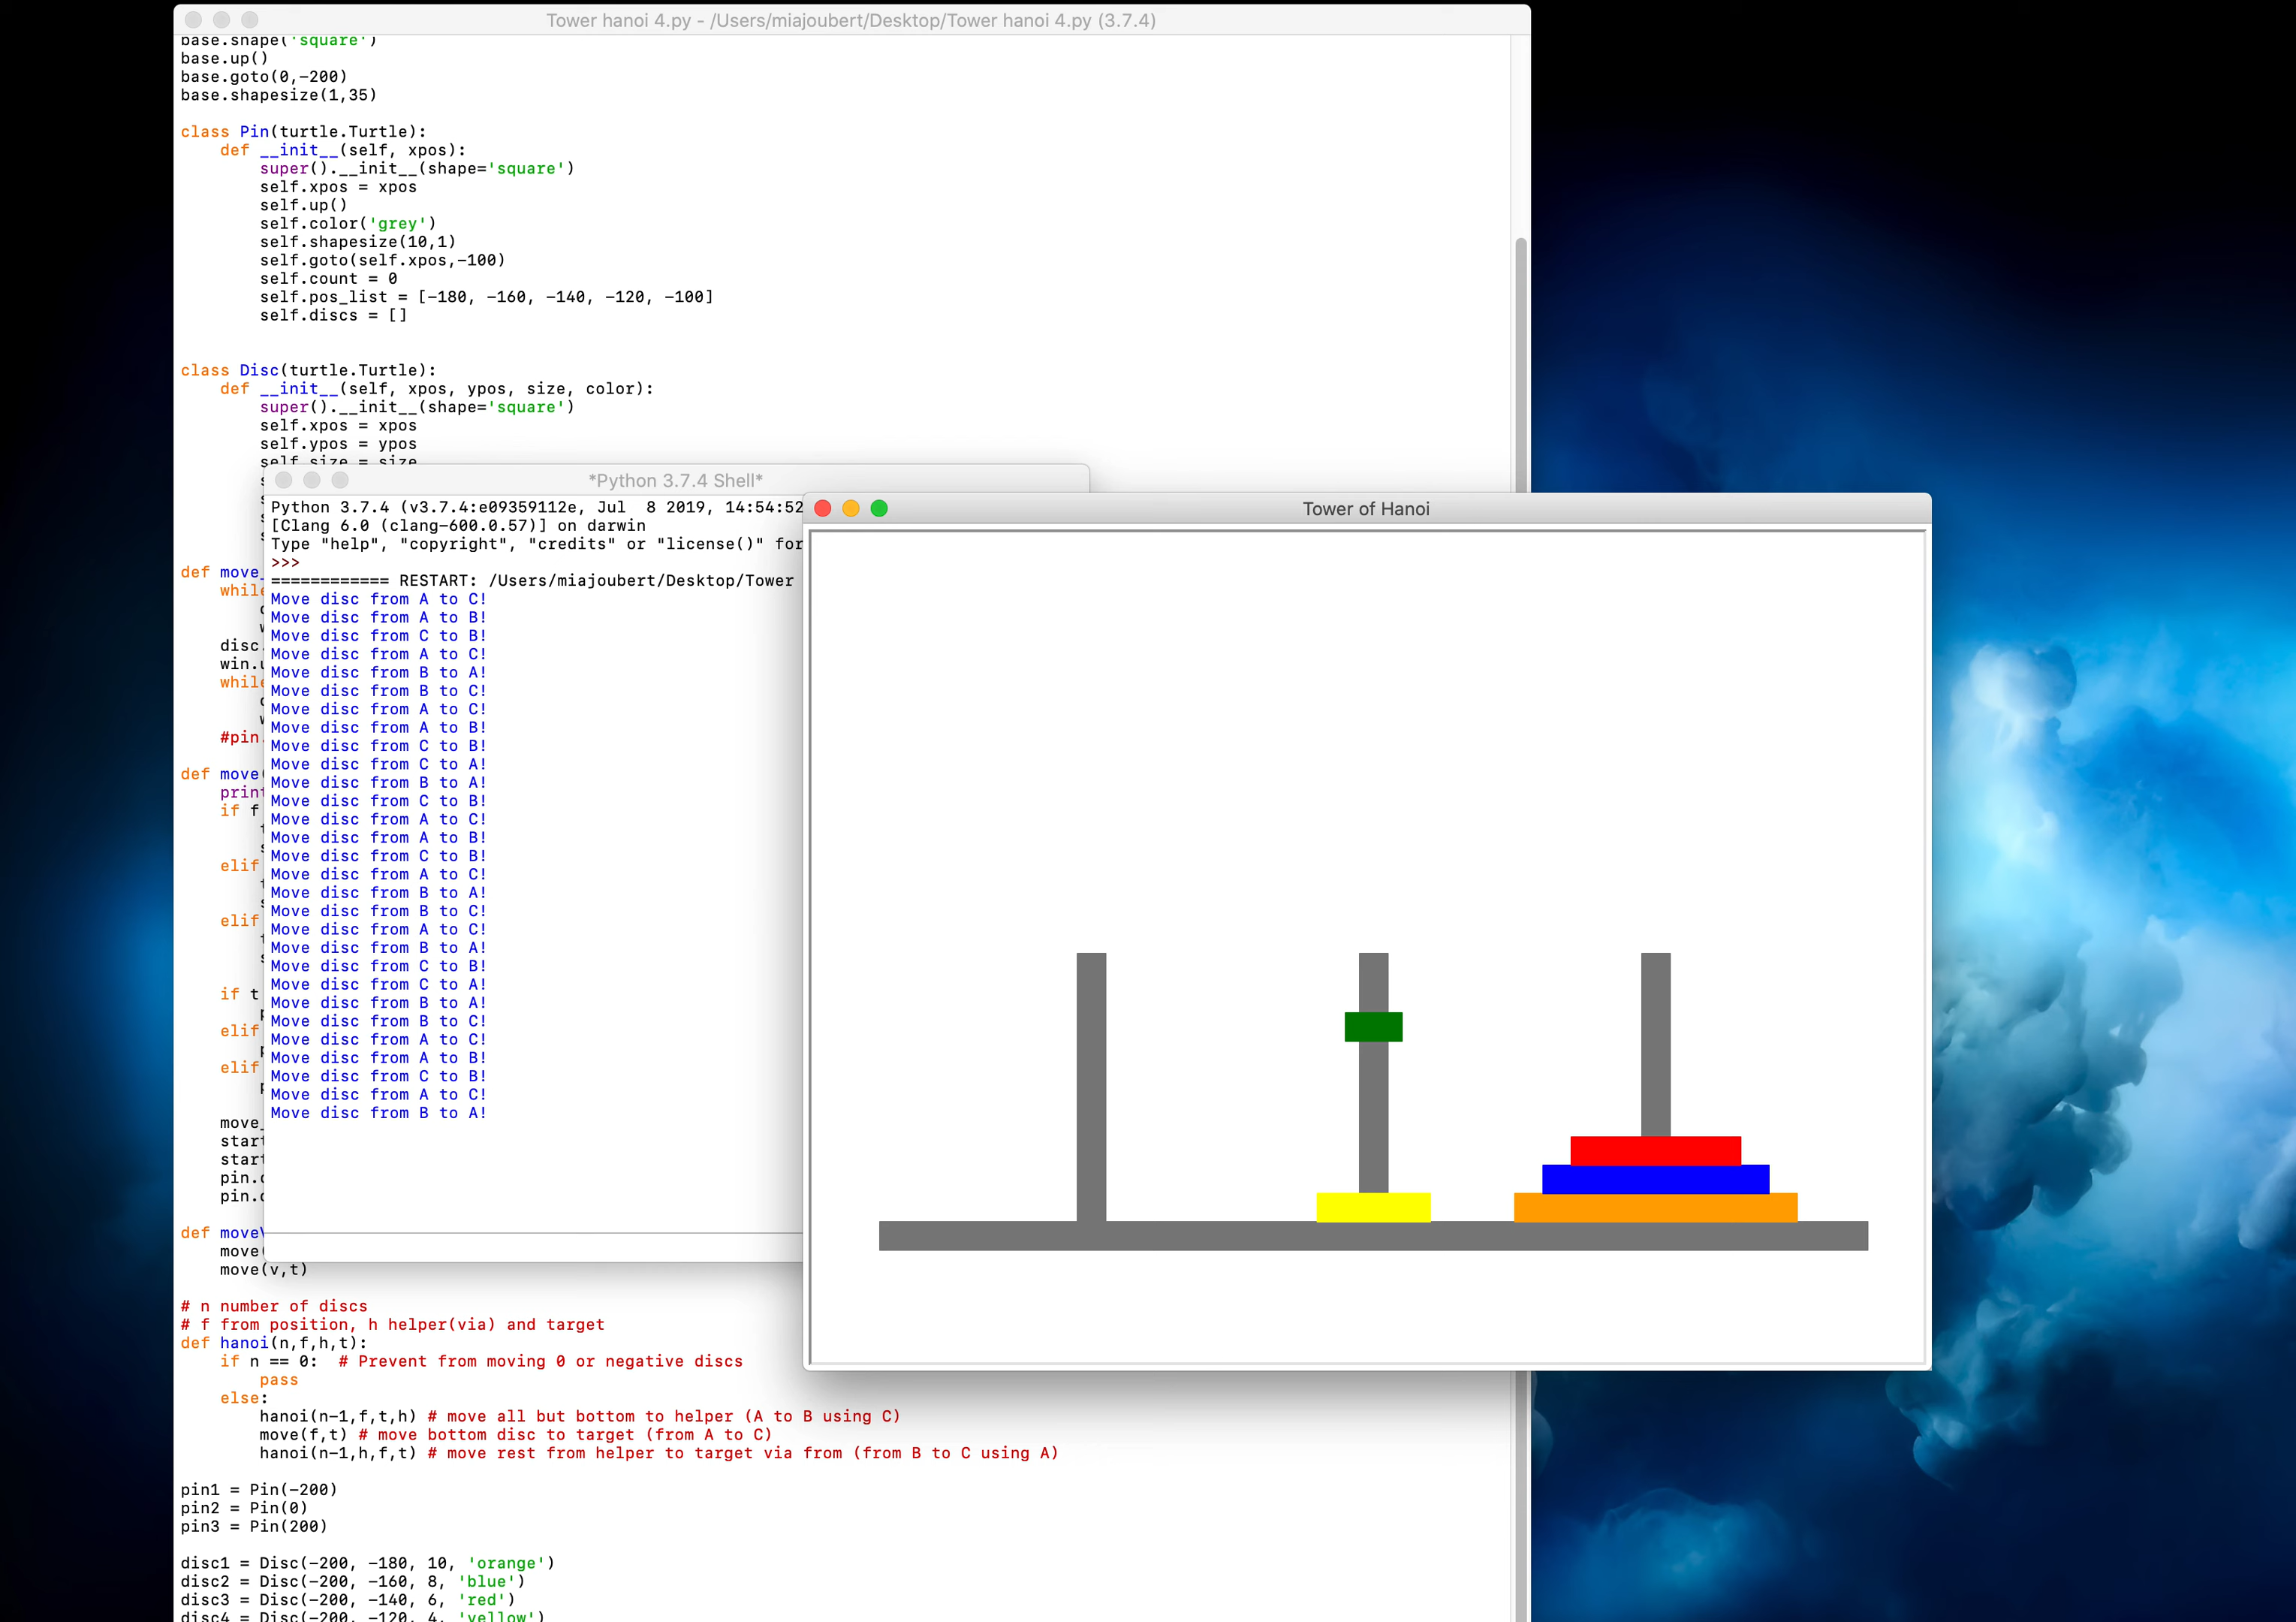 Tower hanoi 4.py - /Users/miajoubert/Desktop/Tower hanoi 4.py (3.7.4)
base.shape('square')
base.up()
base.goto(0,-200)
base.shapesize(1,35)
class Pin(turtle.Turtle):
def __init__(self, xpos):
super().__init__(shape='square')
self.xpos = xpos
self.up()
self.color('grey')
self.shapesize(10,1)
self.goto(self.xpos,-100)
self.count = 0
self.pos_list = [-180, -160, -140, -120, -100]
self.discs = []
class Disc(turtle.Turtle):
def __init__(self, xpos, ypos, size, color):
super().__init__(shape='square')
self.xpos = xpos
self.ypos = ypos
self.size = size
def move_
while
disc.
win.u
while
#pin.
def move(
print
if f
elif
elif
if t
elif
elif
move_
start
start
pin.c
pin.c
def moveV
move(
move(v,t)
# n number of discs
# f from position, h helper(via) and target
def hanoi(n,f,h,t):
if n == 0:  # Prevent from moving 0 or negative discs
pass
else:
hanoi(n-1,f,t,h) # move all but bottom to helper (A to B using C)
move(f,t) # move bottom disc to target (from A to C)
hanoi(n-1,h,f,t) # move rest from helper to target via from (from B to C using A)
pin1 = Pin(-200)
pin2 = Pin(0)
pin3 = Pin(200)
disc1 = Disc(-200, -180, 10, 'orange')
disc2 = Disc(-200, -160, 8, 'blue')
disc3 = Disc(-200, -140, 6, 'red')
disc4 = Disc(-200, -120, 4, 'yellow')
*Python 3.7.4 Shell*
Python 3.7.4 (v3.7.4:e09359112e, Jul  8 2019, 14:54:52
[Clang 6.0 (clang-600.0.57)] on darwin
Type "help", "copyright", "credits" or "license()" for
>>>
============ RESTART: /Users/miajoubert/Desktop/Tower
Move disc from A to C!
Move disc from A to B!
Move disc from C to B!
Move disc from A to C!
Move disc from B to A!
Move disc from B to C!
Move disc from A to C!
Move disc from A to B!
Move disc from C to B!
Move disc from C to A!
Move disc from B to A!
Move disc from C to B!
Move disc from A to C!
Move disc from A to B!
Move disc from C to B!
Move disc from A to C!
Move disc from B to A!
Move disc from B to C!
Move disc from A to C!
Move disc from B to A!
Move disc from C to B!
Move disc from C to A!
Move disc from B to A!
Move disc from B to C!
Move disc from A to C!
Move disc from A to B!
Move disc from C to B!
Move disc from A to C!
Move disc from B to A!
Tower of Hanoi